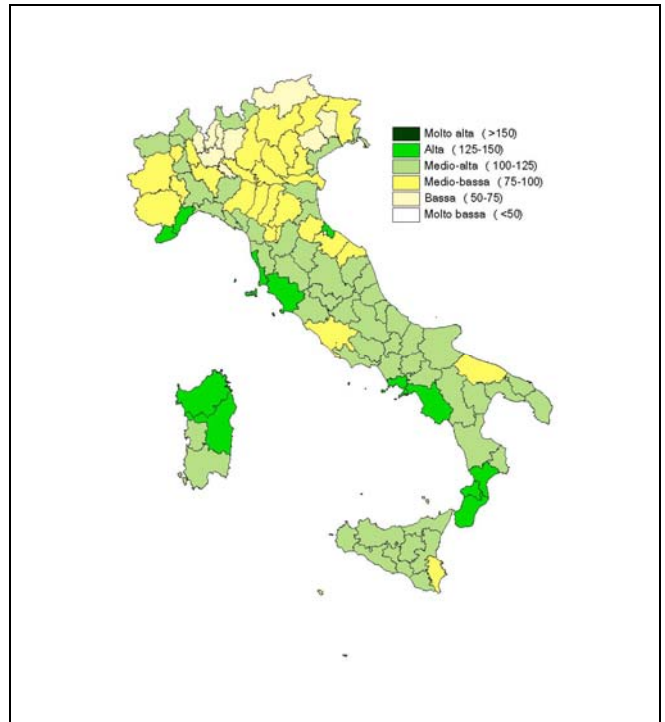 Molto alta (>150)
Alta (125-150)
Medio-alta (100-125)
Medio-bassa (75-100)
Bassa (50-75)
Molto bassa (<50)